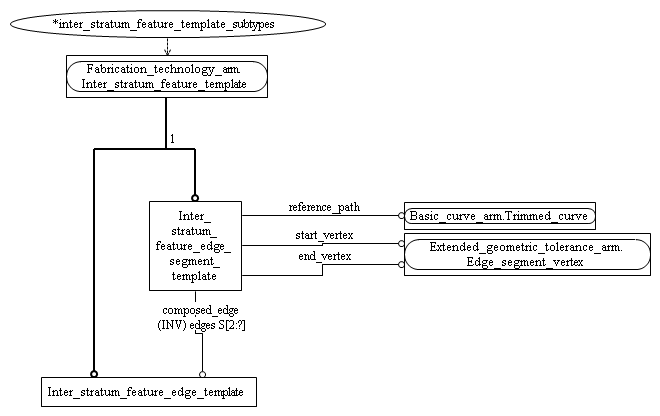 *inter_stratum_feature_template_subtypes
Fabrication_technology_arm.
Inter_stratum_feature_template
1
Inter_
stratum_
feature_edge_
segment_
template
reference_path
Basic_curve_arm.Trimmed_curve
start_vertex
end_vertex
Extended_geometric_tolerance_arm.
Edge_segment_vertex
composed_edge
(INV) edges S[2:?]
Inter_stratum_feature_edge_template